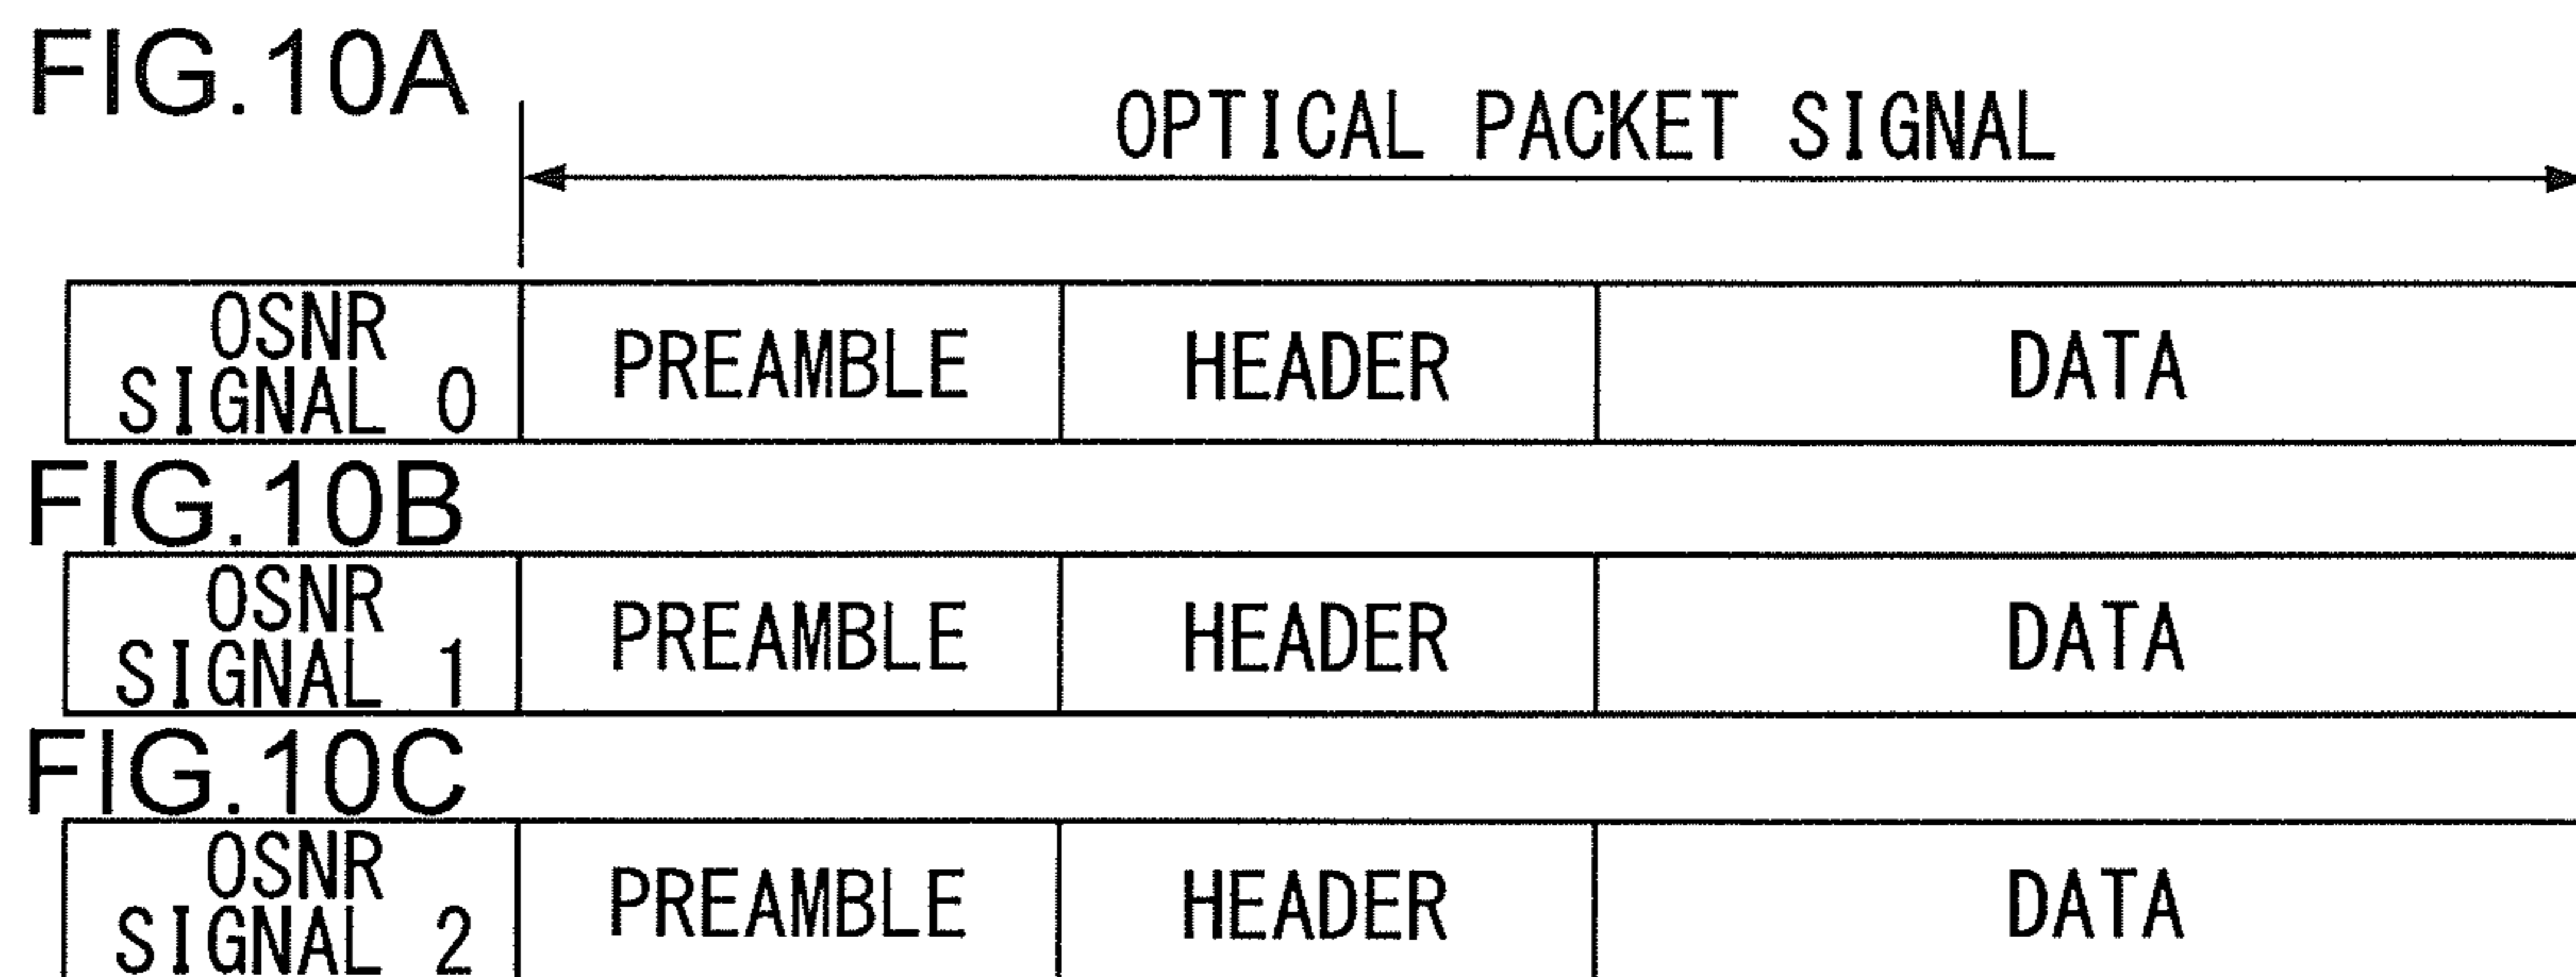 FIG.10A
OPTICAL PACKET SIGNAL
OSNR
SIGNAL 0
PREAMBLE
HEADER
DATA
FIG.10B
OSNR
SIGNAL 1
PREAMBLE
HEADER
DATA
FIG.10C
OSNR
SIGNAL 2
PREAMBLE
HEADER
DATA